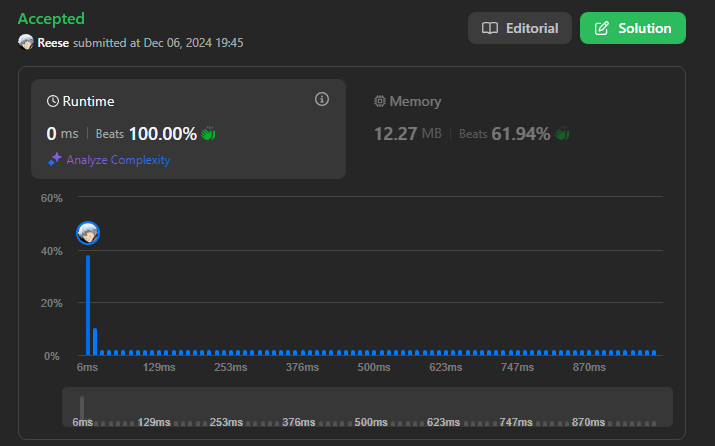 Accepted
Reese submitted at Dec 06, 2024 19:45
Editorial
Solution
Runtime
0 ms Beats 100.00%
Analyze Complexity
Memory
12.27 MB Beats 61.94%
60%
40%
20%
0%
6ms 129ms 253ms 376ms 500ms 623ms 747ms 870ms
6ms 129ms 253ms 376ms 500ms 623ms 747ms 870ms